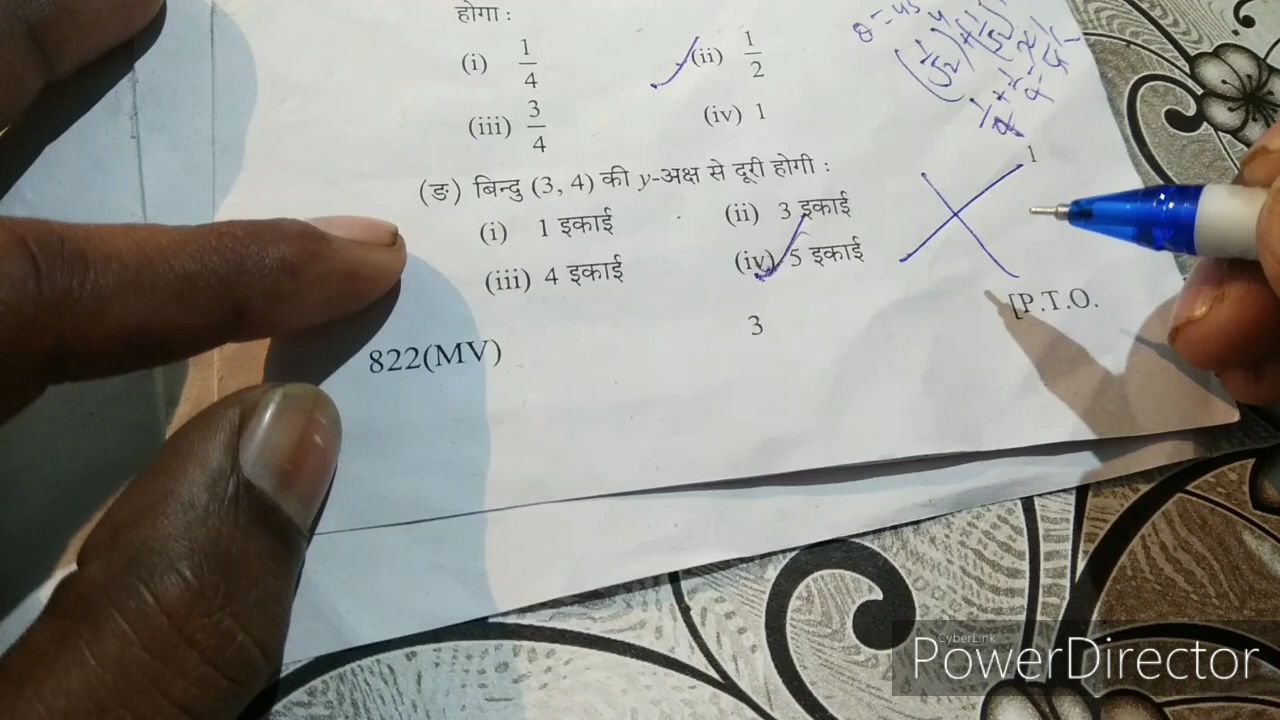 होगा :
(i) 1/4 (ii) 1/2
(iii) 3/4 (iv) 1
(ङ) बिन्दु (3, 4) की y-अक्ष से दूरी होगी :
(i) 1 इकाई (ii) 3 इकाई
(iii) 4 इकाई (iv) 5 इकाई
1
[P.T.O.
3
822(MV)
CyberLink
PowerDirector